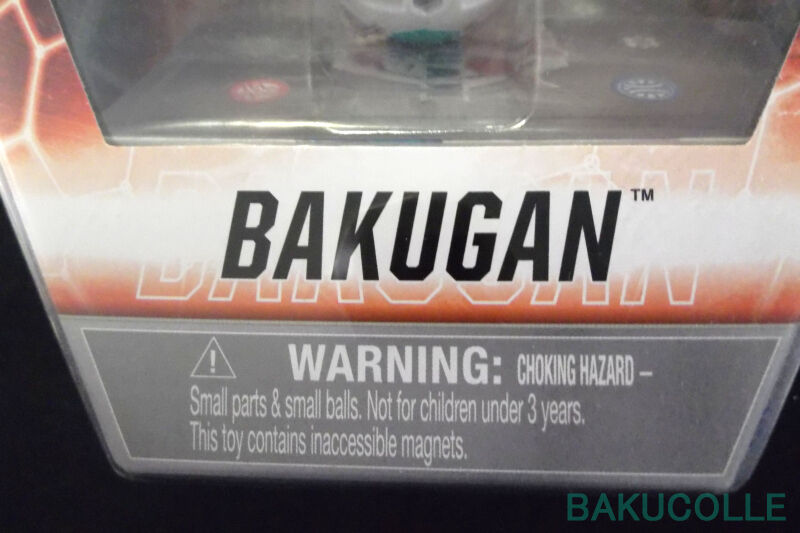 BAKUGAN™
BAKUGAN
⚠ WARNING: CHOKING HAZARD –
Small parts & small balls. Not for children under 3 years.
This toy contains inaccessible magnets.
BAKUCOLLE